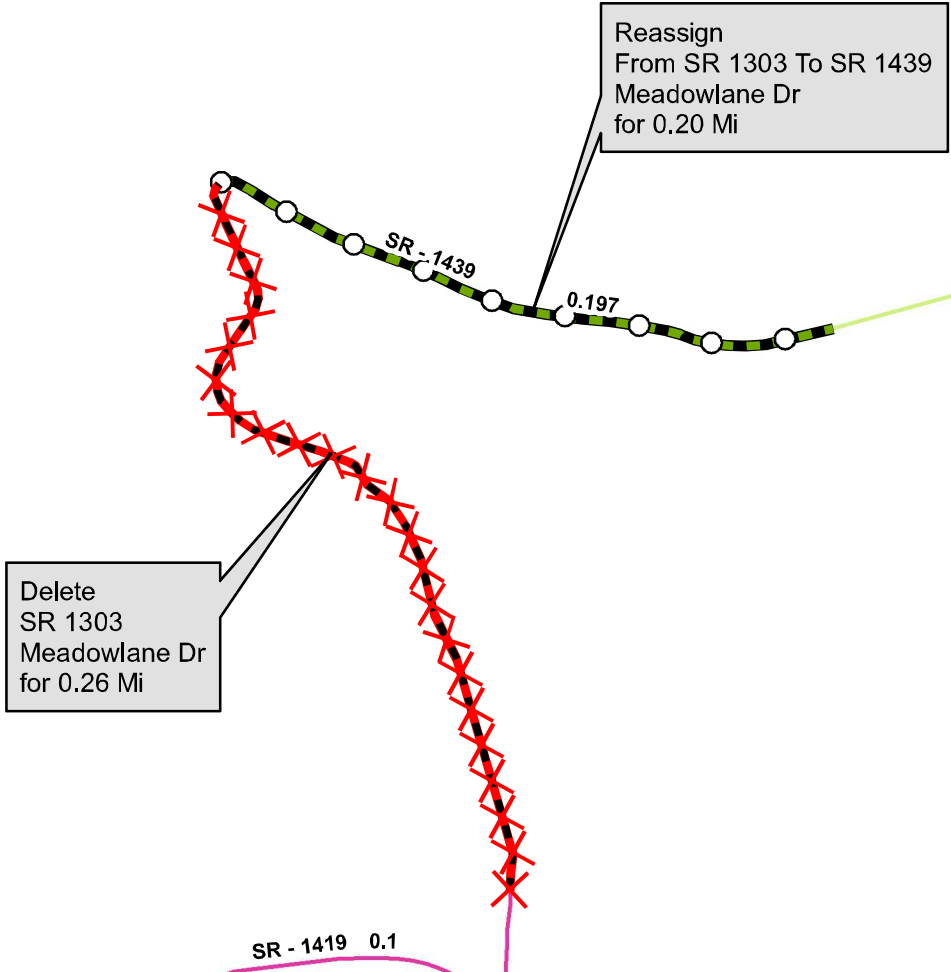 Reassign
From SR 1303 To SR 1439
Meadowlane Dr
for 0.20 Mi
SR - 1439
0.197
Delete
SR 1303
Meadowlane Dr
for 0.26 Mi
SR - 1419 0.1